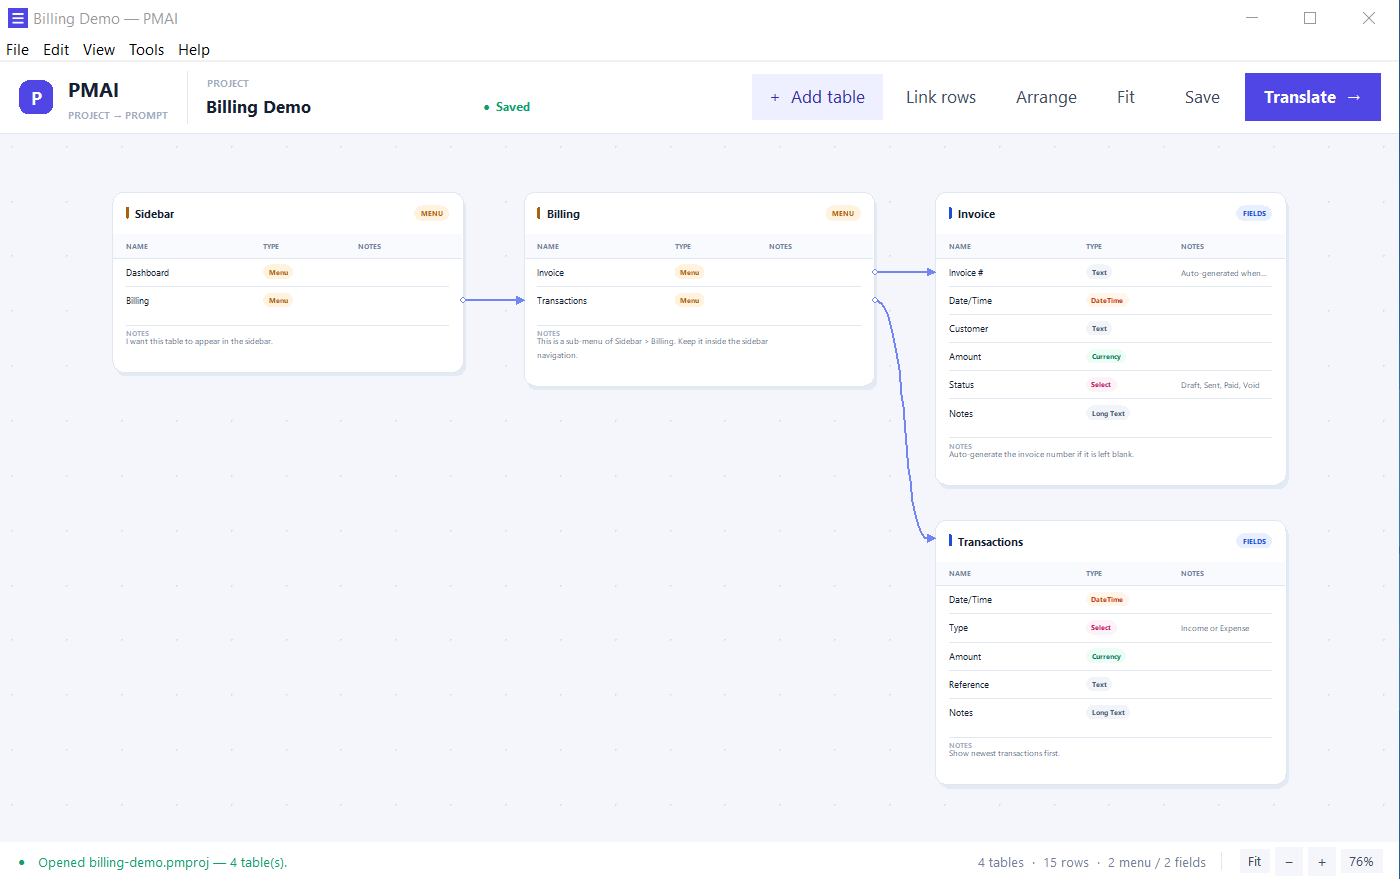 Billing Demo — PMAI
File Edit View Tools Help
P
PMAI
PROJECT → PROMPT
PROJECT
Billing Demo
● Saved
+ Add table
Link rows
Arrange
Fit
Save
Translate →
Sidebar
MENU
NAME TYPE NOTES
Dashboard Menu
Billing Menu
NOTES
I want this table to appear in the sidebar.
Billing
MENU
NAME TYPE NOTES
Invoice Menu
Transactions Menu
NOTES
This is a sub-menu of Sidebar > Billing. Keep it inside the sidebar
navigation.
Invoice
FIELDS
NAME TYPE NOTES
Invoice # Text Auto-generated when...
Date/Time DateTime
Customer Text
Amount Currency
Status Select Draft, Sent, Paid, Void
Notes Long Text
NOTES
Auto-generate the invoice number if it is left blank.
Transactions
FIELDS
NAME TYPE NOTES
Date/Time DateTime
Type Select Income or Expense
Amount Currency
Reference Text
Notes Long Text
NOTES
Show newest transactions first.
● Opened billing-demo.pmproj — 4 table(s).
4 tables · 15 rows · 2 menu / 2 fields
Fit − + 76%